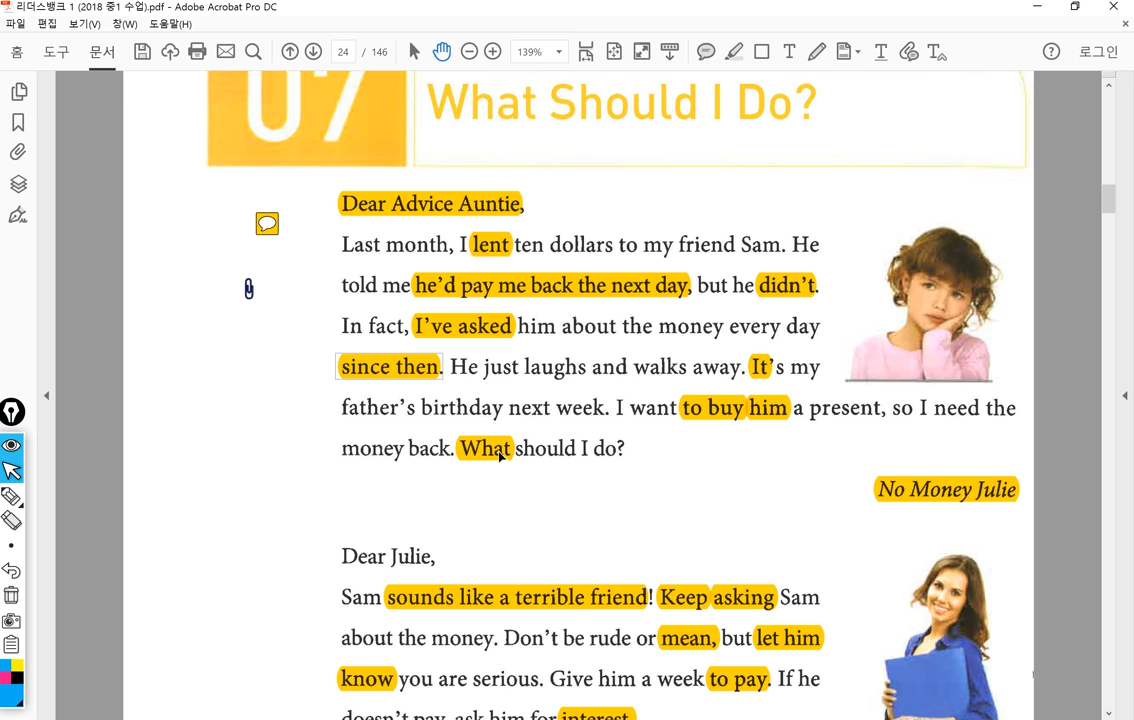 리더스뱅크 1 (2018 중1 수업).pdf - Adobe Acrobat Pro DC
파일 편집 보기(V) 창(W) 도움말(H)
홈 도구 문서 24 / 146 139% 로그인
07 What Should I Do?
Dear Advice Auntie,
Last month, I lent ten dollars to my friend Sam. He
told me he'd pay me back the next day, but he didn't.
In fact, I've asked him about the money every day
since then. He just laughs and walks away. It's my
father's birthday next week. I want to buy him a present, so I need the
money back. What should I do?
No Money Julie
Dear Julie,
Sam sounds like a terrible friend! Keep asking Sam
about the money. Don't be rude or mean, but let him
know you are serious. Give him a week to pay. If he
doesn't pay, ask him for interest.